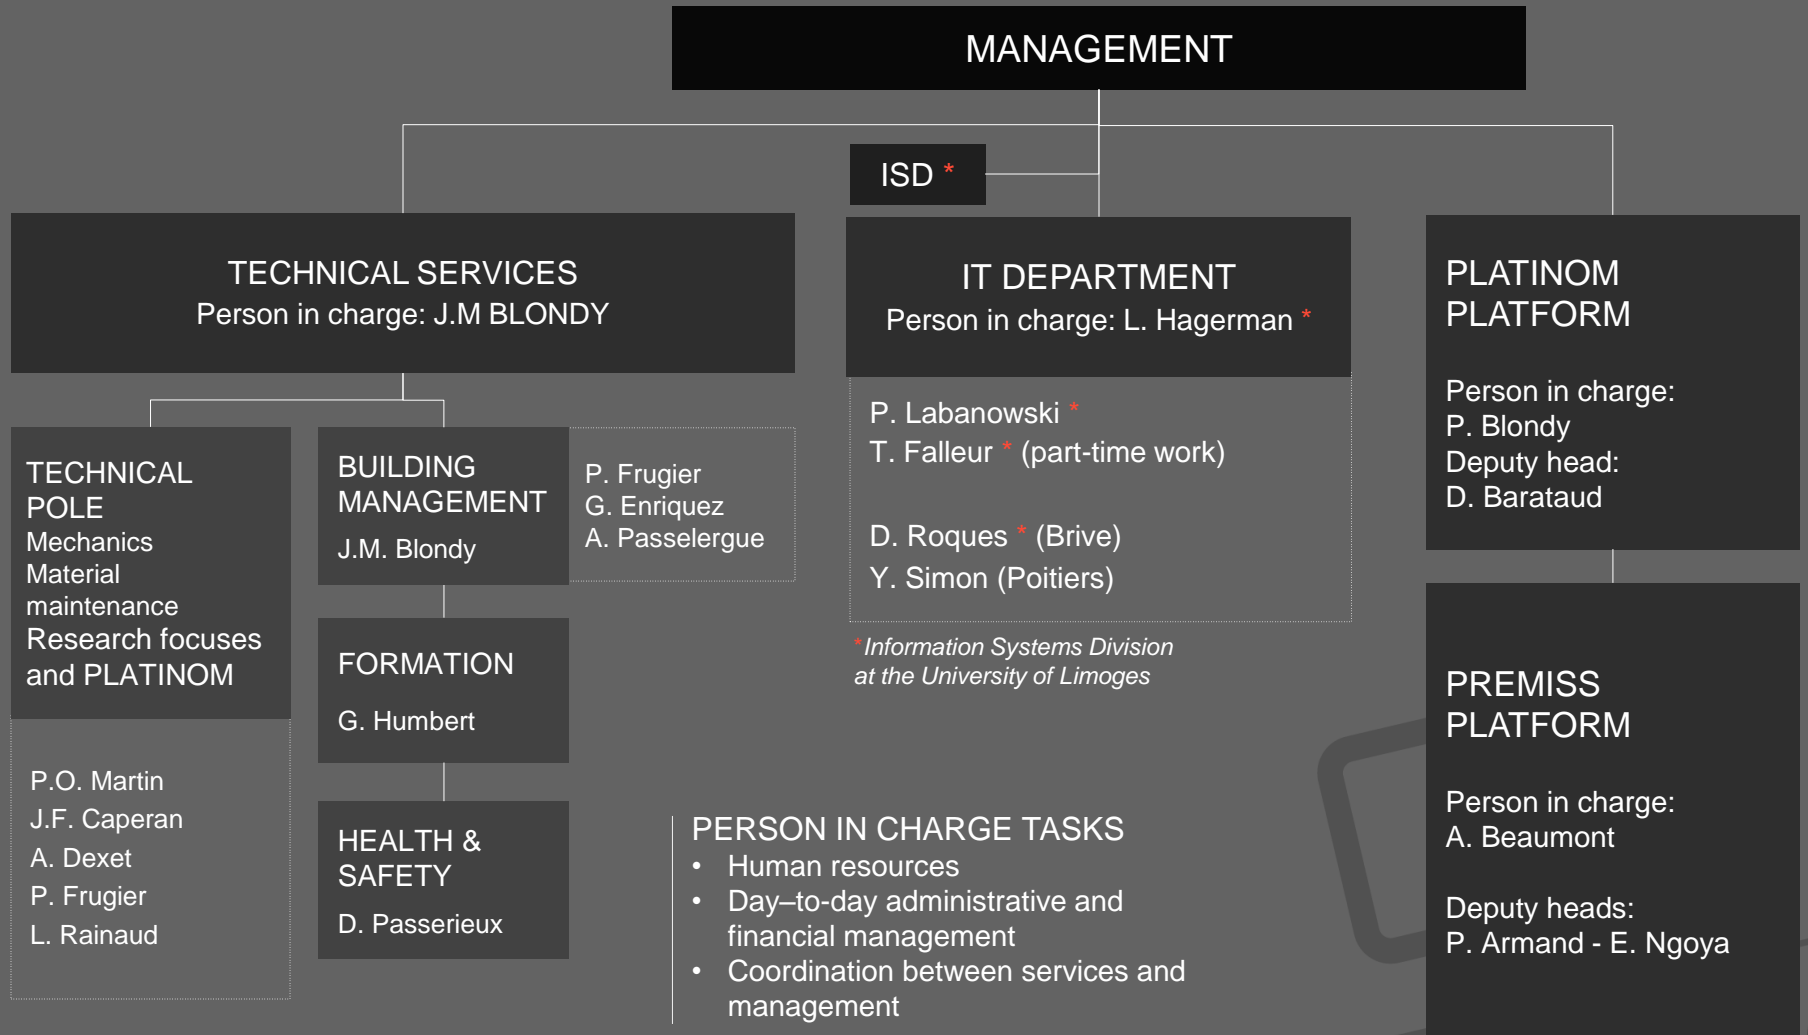 MANAGEMENT
ISD *
TECHNICAL SERVICES
Person in charge: J.M BLONDY
IT DEPARTMENT
Person in charge: L. Hagerman *
PLATINOM
PLATFORM
Person in charge:
P. Blondy
Deputy head:
D. Barataud
TECHNICAL
POLE
Mechanics
Material
maintenance
Research focuses
and PLATINOM
P.O. Martin
J.F. Caperan
A. Dexet
P. Frugier
L. Rainaud
BUILDING
MANAGEMENT
J.M. Blondy
P. Frugier
G. Enriquez
A. Passelergue
FORMATION
G. Humbert
HEALTH &
SAFETY
D. Passerieux
P. Labanowski *
T. Falleur * (part-time work)
D. Roques * (Brive)
Y. Simon (Poitiers)
*Information Systems Division
at the University of Limoges
PREMISS
PLATFORM
Person in charge:
A. Beaumont
Deputy heads:
P. Armand - E. Ngoya
PERSON IN CHARGE TASKS
• Human resources
• Day–to-day administrative and
financial management
• Coordination between services and
management